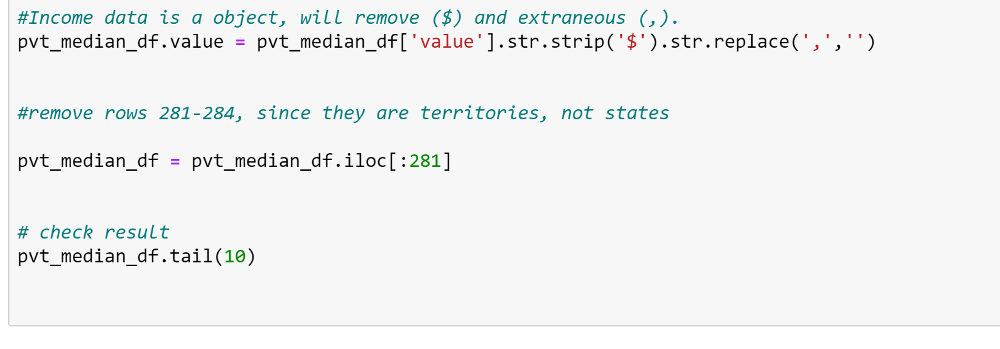 #Income data is a object, will remove ($) and extraneous (,).
pvt_median_df.value = pvt_median_df['value'].str.strip('$').str.replace(',','')
#remove rows 281-284, since they are territories, not states
pvt_median_df = pvt_median_df.iloc[:281]
# check result
pvt_median_df.tail(10)